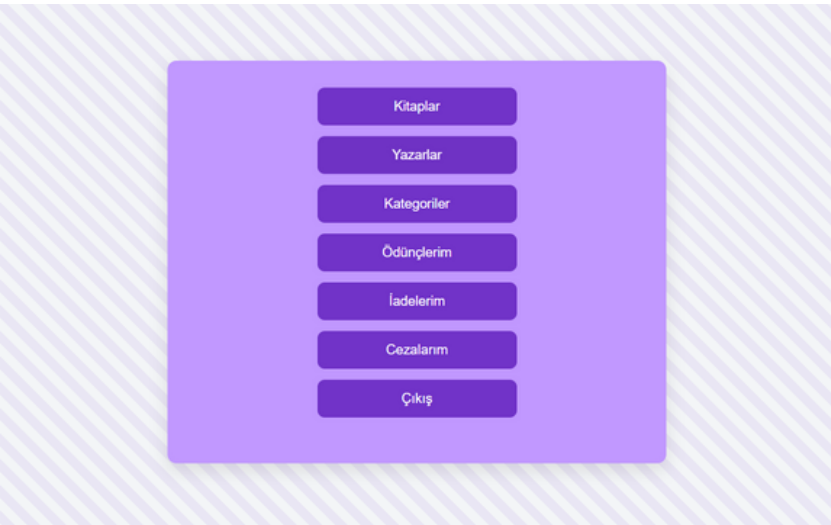 Kitaplar
Yazarlar
Kategoriler
Ödünçlerim
İadelerim
Cezalarım
Çıkış